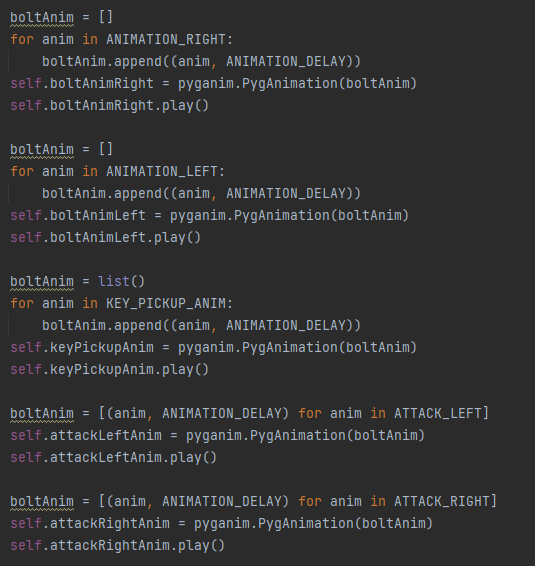 boltAnim = []
for anim in ANIMATION_RIGHT:
    boltAnim.append((anim, ANIMATION_DELAY))
self.boltAnimRight = pyganim.PygAnimation(boltAnim)
self.boltAnimRight.play()

boltAnim = []
for anim in ANIMATION_LEFT:
    boltAnim.append((anim, ANIMATION_DELAY))
self.boltAnimLeft = pyganim.PygAnimation(boltAnim)
self.boltAnimLeft.play()

boltAnim = list()
for anim in KEY_PICKUP_ANIM:
    boltAnim.append((anim, ANIMATION_DELAY))
self.keyPickupAnim = pyganim.PygAnimation(boltAnim)
self.keyPickupAnim.play()

boltAnim = [(anim, ANIMATION_DELAY) for anim in ATTACK_LEFT]
self.attackLeftAnim = pyganim.PygAnimation(boltAnim)
self.attackLeftAnim.play()

boltAnim = [(anim, ANIMATION_DELAY) for anim in ATTACK_RIGHT]
self.attackRightAnim = pyganim.PygAnimation(boltAnim)
self.attackRightAnim.play()